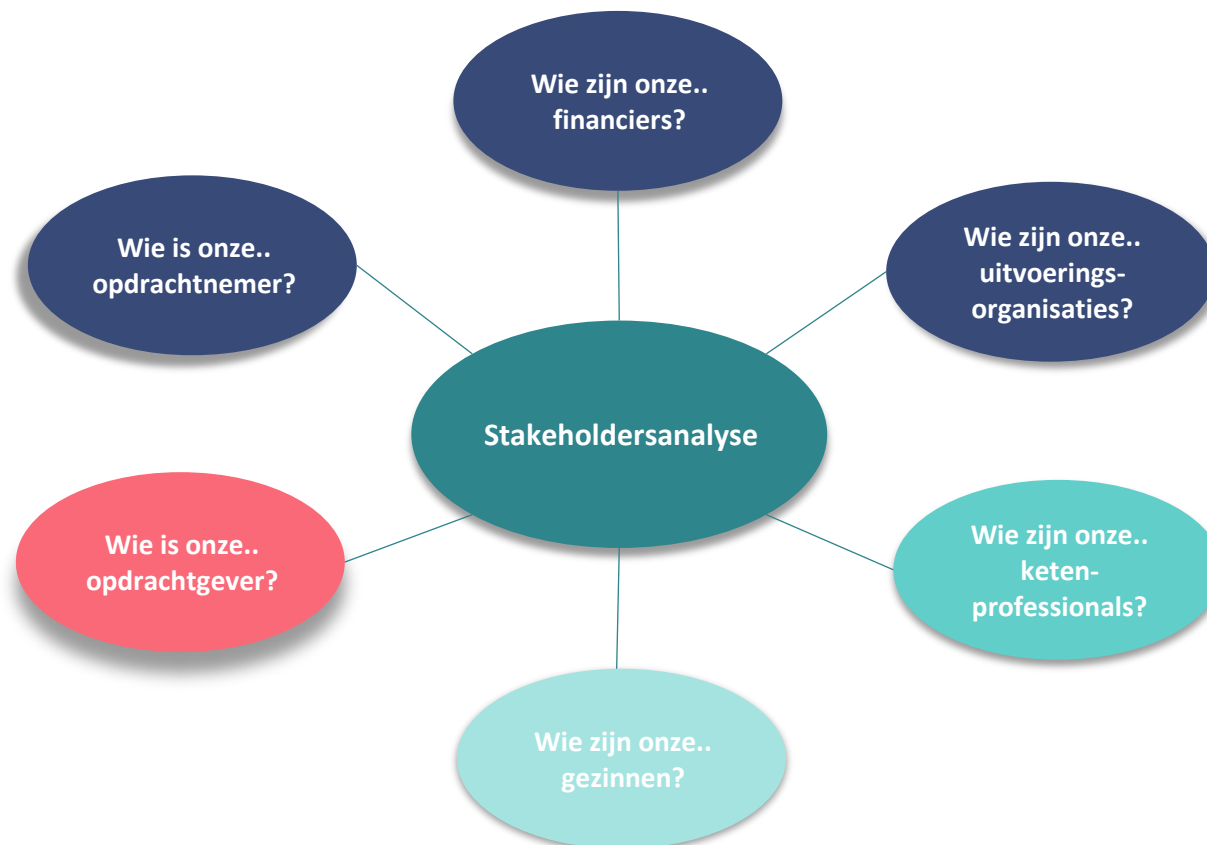 Wie zijn onze..
financiers?
Wie is onze..
opdrachtnemer?
Wie zijn onze..
uitvoerings-
organisaties?
Stakeholdersanalyse
Wie is onze..
opdrachtgever?
Wie zijn onze..
keten-
professionals?
Wie zijn onze..
gezinnen?